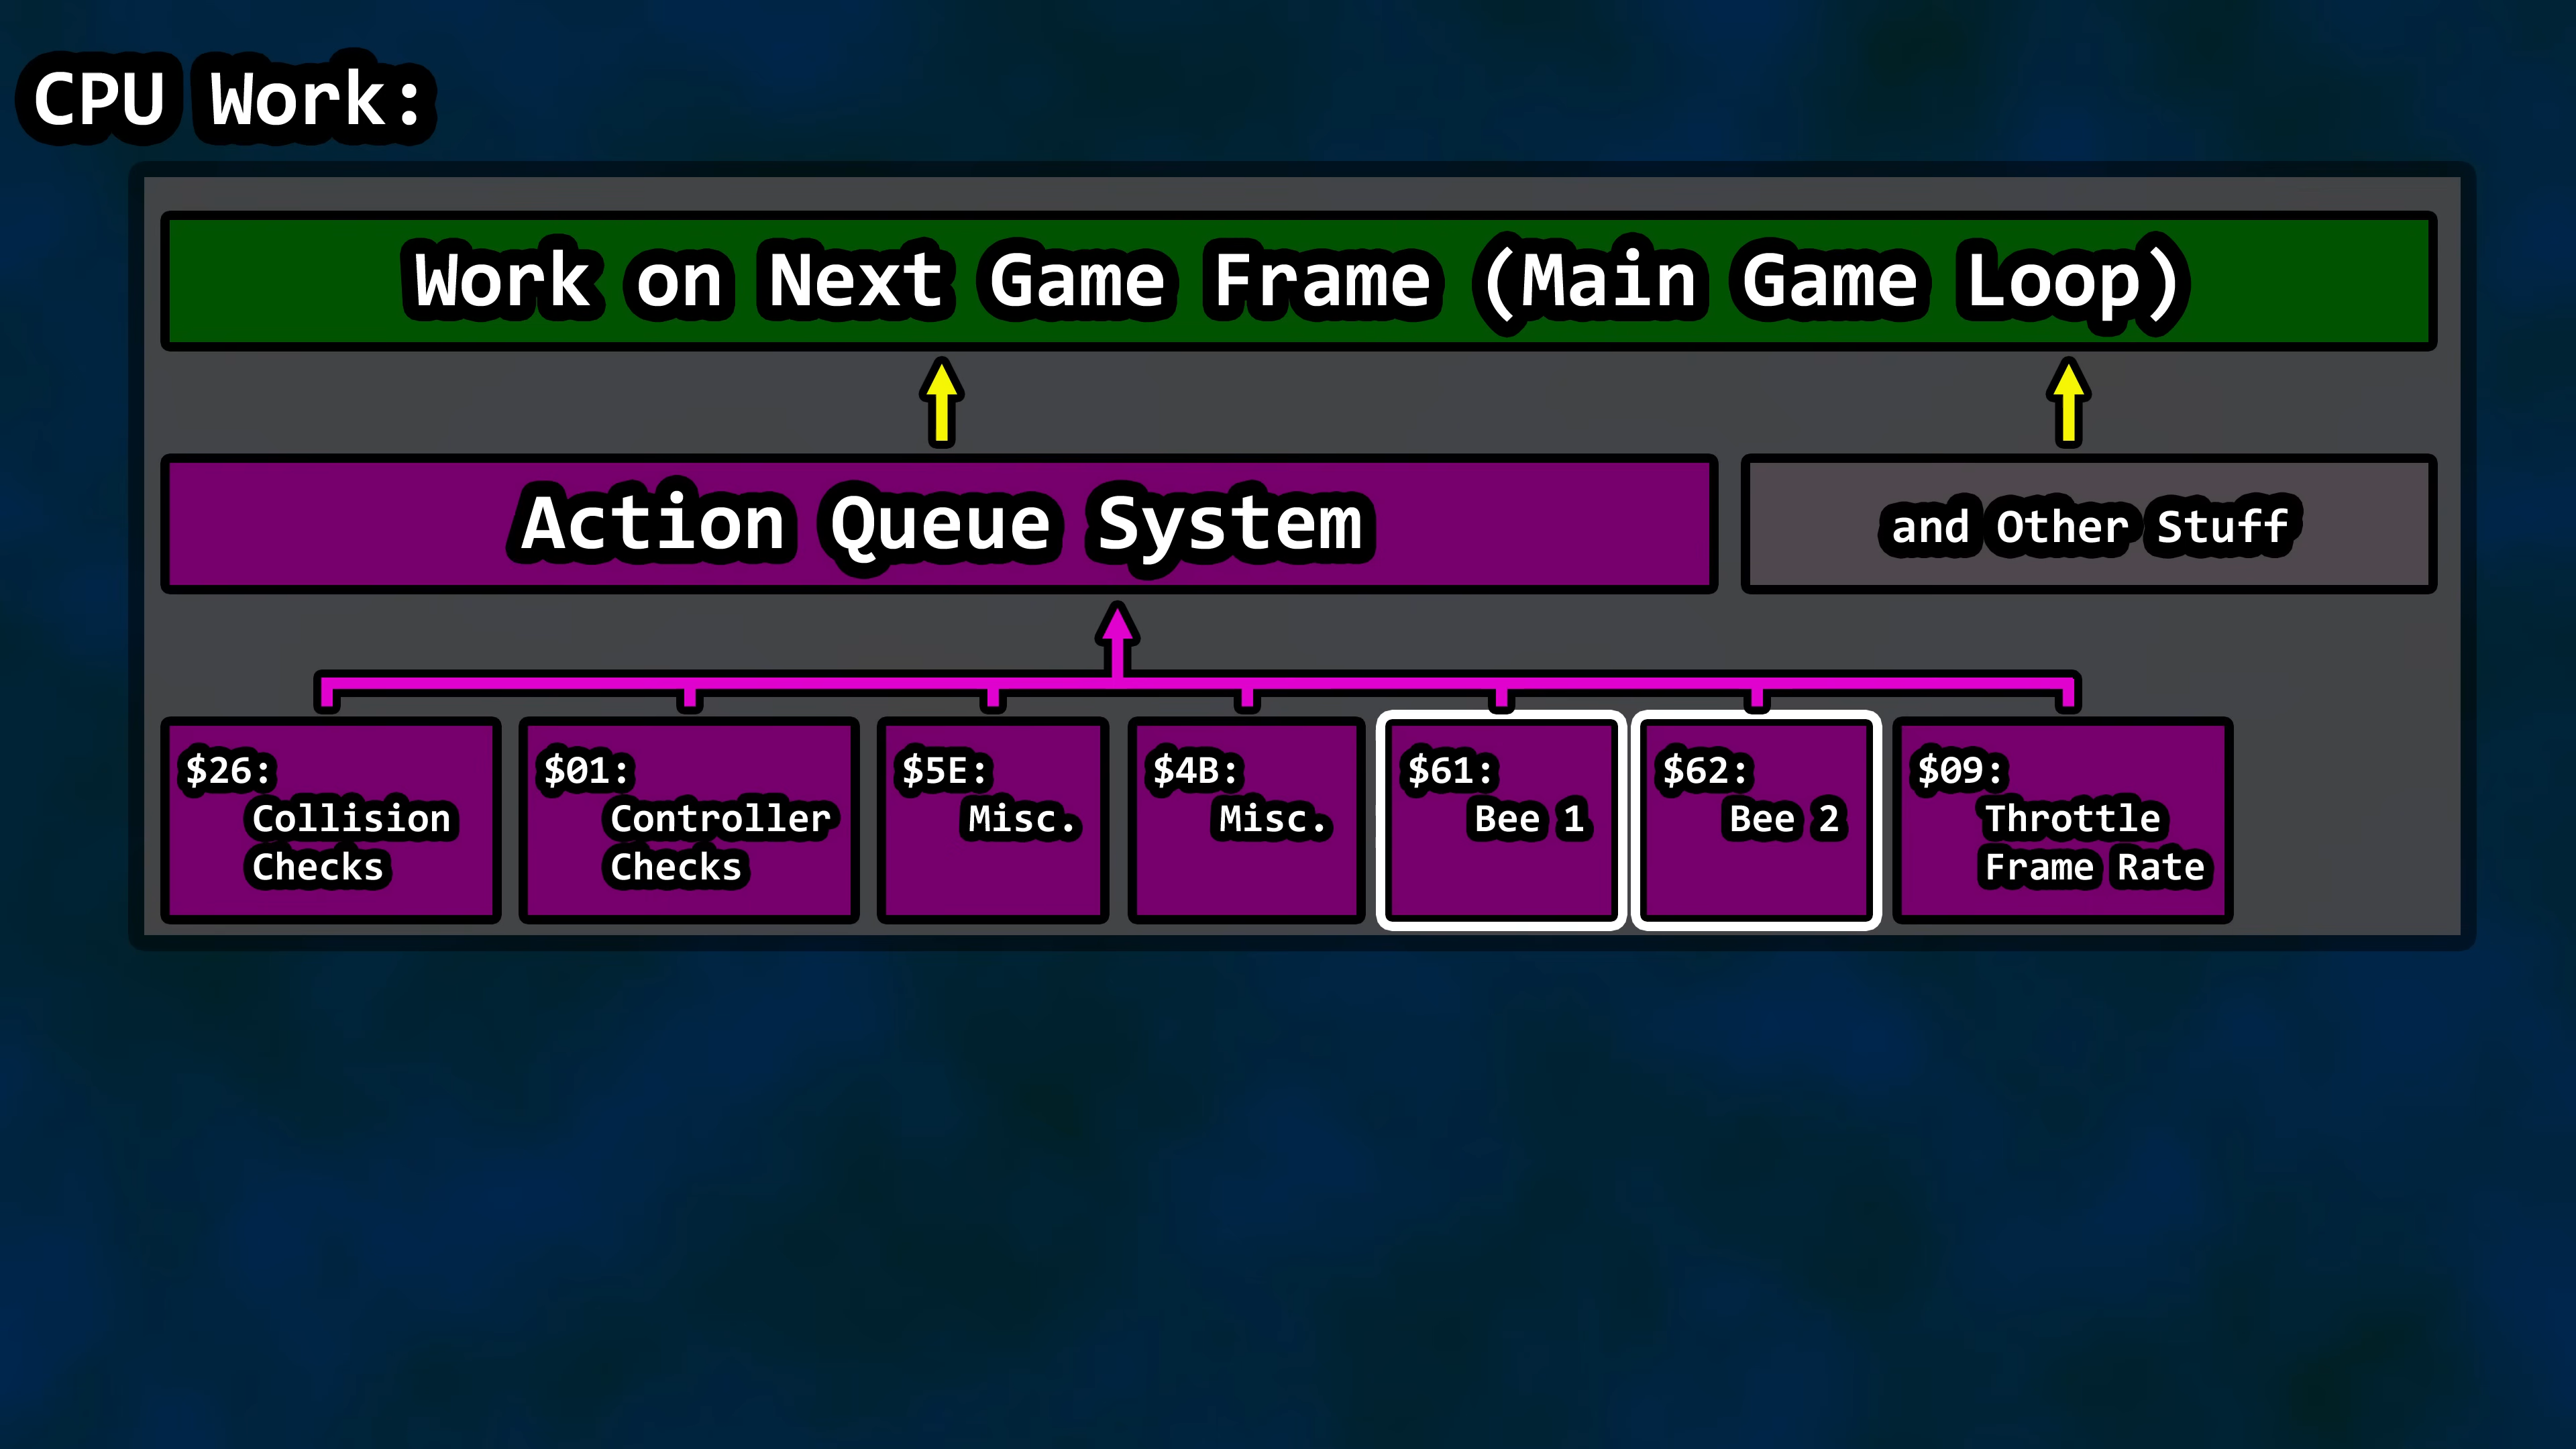 CPU Work:
Work on Next Game Frame (Main Game Loop)
Action Queue System
and Other Stuff
$26:
Collision
Checks
$01:
Controller
Checks
$5E:
Misc.
$4B:
Misc.
$61:
Bee 1
$62:
Bee 2
$09:
Throttle
Frame Rate